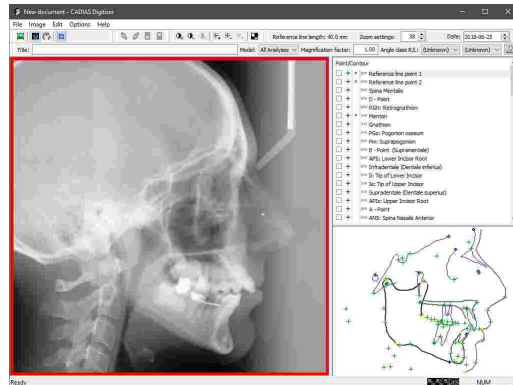 New document - CADIAS Digitizer
File Image Edit Options Help
Reference line length: 40.0 mm Zoom settings: 38 Date: 2018-06-25
Title: Model: All Analyses Magnification factor: 1.00 Angle class R/L: (Unknown) (Unknown)
Point/Contour
Reference line point 1
Reference line point 2
Spina Mentalis
D - Point
RGN: Retrognathion
Menton
Gnathion
PGo: Pogonion osseum
Pm: Suprapogonion
B - Point (Supramentale)
APi: Lower Incisor Root
Infradentale (Dentale inferius)
Ii: Tip of Lower Incisor
Is: Tip of Upper Incisor
Supradentale (Dentale superius)
APs: Upper Incisor Root
A - Point
ANS: Spina Nasalis Anterior
Ready NUM